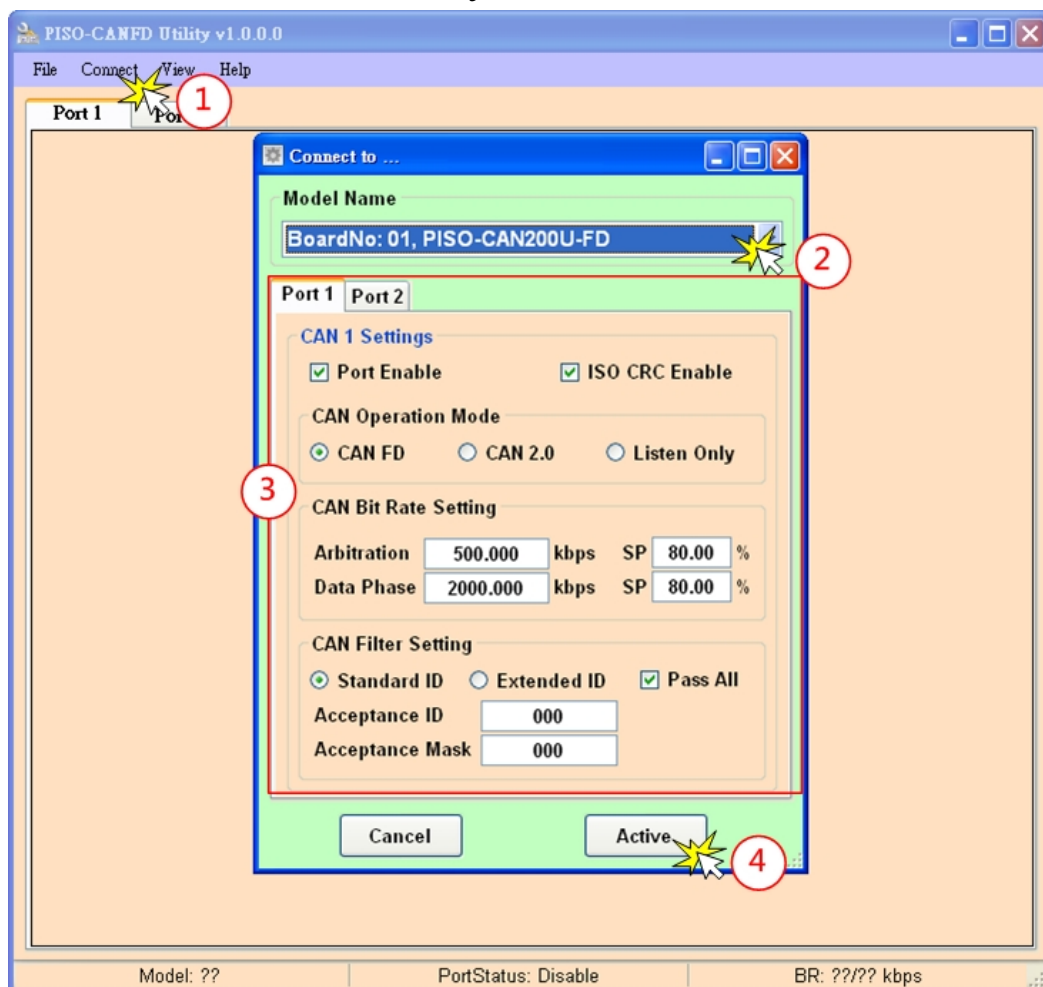 PISO-CANFD Utility v1.0.0.0
File Connect View Help
1
Port 1
Connect to ...
Model Name
BoardNo: 01, PISO-CAN200U-FD
2
Port 1 Port 2
CAN 1 Settings
Port Enable ISO CRC Enable
CAN Operation Mode
CAN FD CAN 2.0 Listen Only
3
CAN Bit Rate Setting
Arbitration 500.000 kbps SP 80.00 %
Data Phase 2000.000 kbps SP 80.00 %
CAN Filter Setting
Standard ID Extended ID Pass All
Acceptance ID 000
Acceptance Mask 000
Cancel Active
4
Model: ?? PortStatus: Disable BR: ??/?? kbps